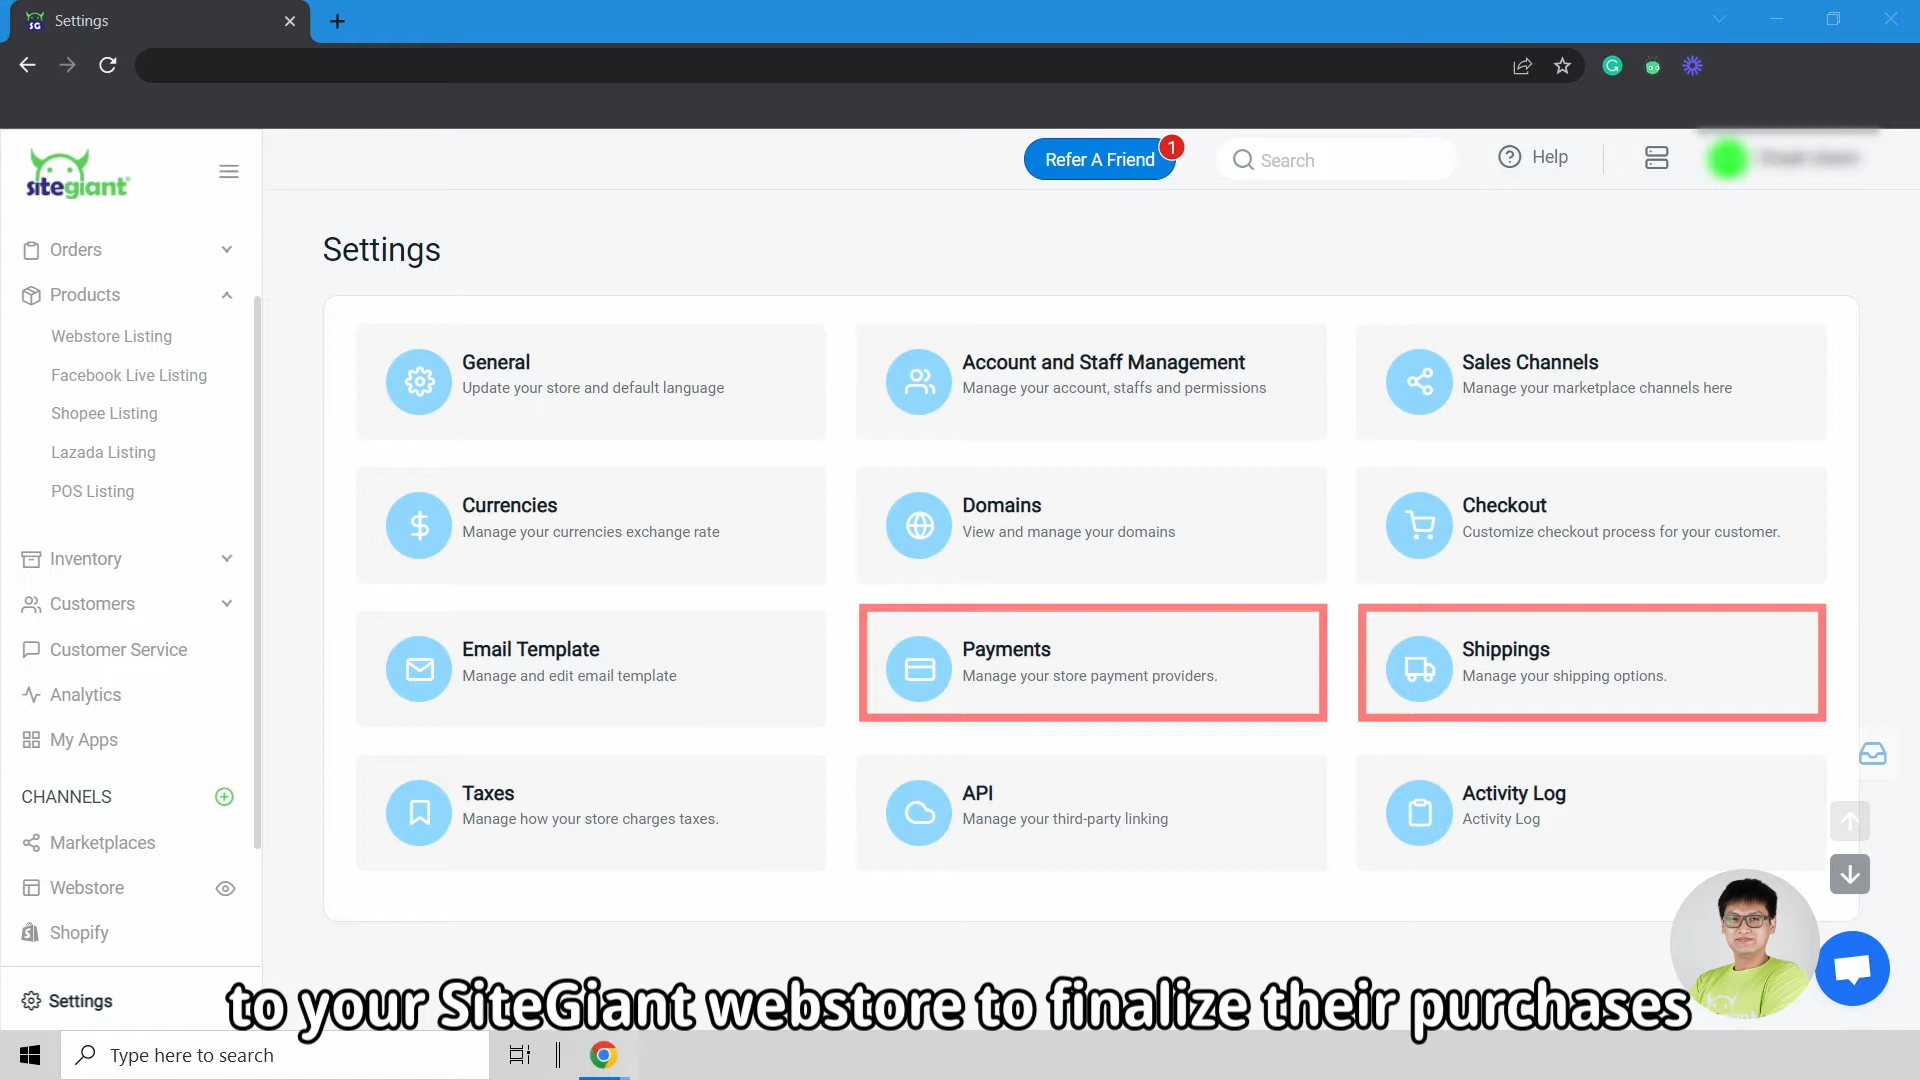 SG Settings
sitegiant
Refer A Friend 1
Search
Help
Orders
Products
Webstore Listing
Facebook Live Listing
Shopee Listing
Lazada Listing
POS Listing
Inventory
Customers
Customer Service
Analytics
My Apps
CHANNELS
Marketplaces
Webstore
Shopify
Settings
Settings
General
Update your store and default language
Account and Staff Management
Manage your account, staffs and permissions
Sales Channels
Manage your marketplace channels here
Currencies
Manage your currencies exchange rate
Domains
View and manage your domains
Checkout
Customize checkout process for your customer.
Email Template
Manage and edit email template
Payments
Manage your store payment providers.
Shippings
Manage your shipping options.
Taxes
Manage how your store charges taxes.
API
Manage your third-party linking
Activity Log
Activity Log
to your SiteGiant webstore to finalize their purchases
Type here to search